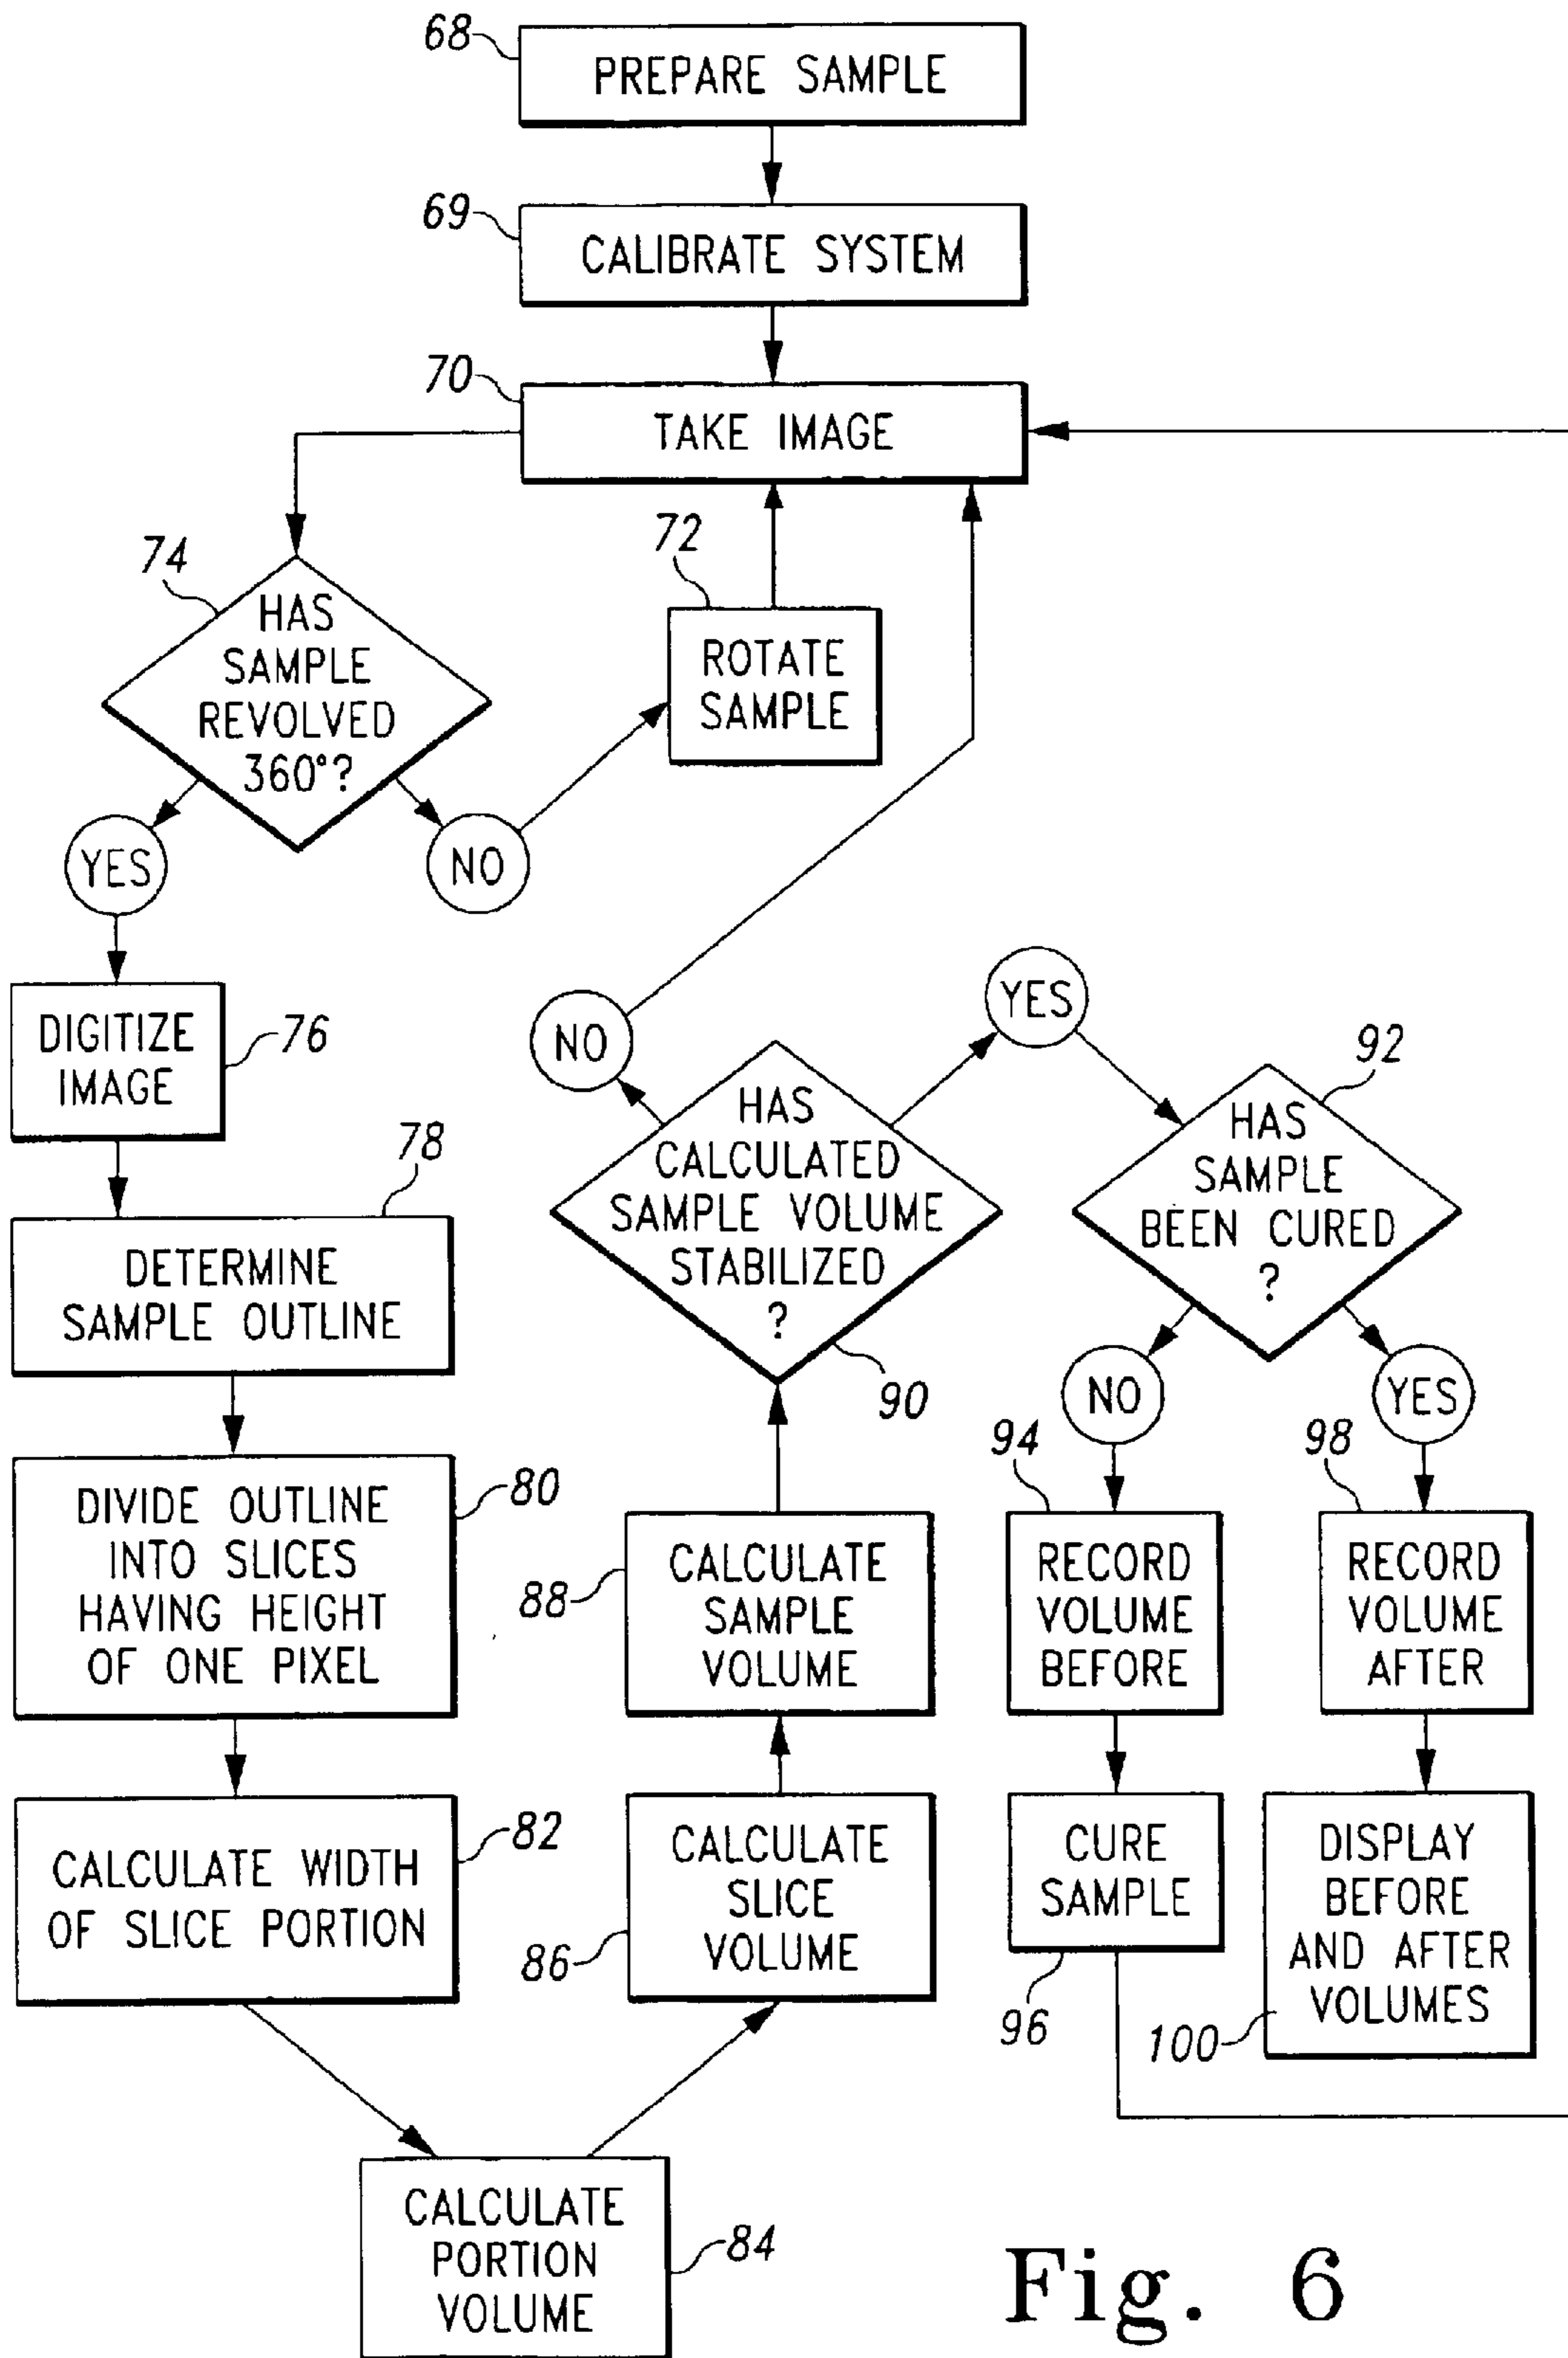 68
PREPARE SAMPLE
69
CALIBRATE SYSTEM
70
TAKE IMAGE
74
HAS
SAMPLE
REVOLVED
360°?
72
ROTATE
SAMPLE
YES
NO
DIGITIZE
IMAGE
76
78
DETERMINE
SAMPLE OUTLINE
DIVIDE OUTLINE
INTO SLICES
HAVING HEIGHT
OF ONE PIXEL
80
CALCULATE WIDTH
OF SLICE PORTION
82
CALCULATE
PORTION
VOLUME
84
CALCULATE
SLICE
VOLUME
86
CALCULATE
SAMPLE
VOLUME
88
HAS
CALCULATED
SAMPLE VOLUME
STABILIZED
?
90
NO
YES
92
HAS
SAMPLE
BEEN CURED
?
NO
YES
94
RECORD
VOLUME
BEFORE
98
RECORD
VOLUME
AFTER
CURE
SAMPLE
96
DISPLAY
BEFORE
AND AFTER
VOLUMES
100
Fig. 6